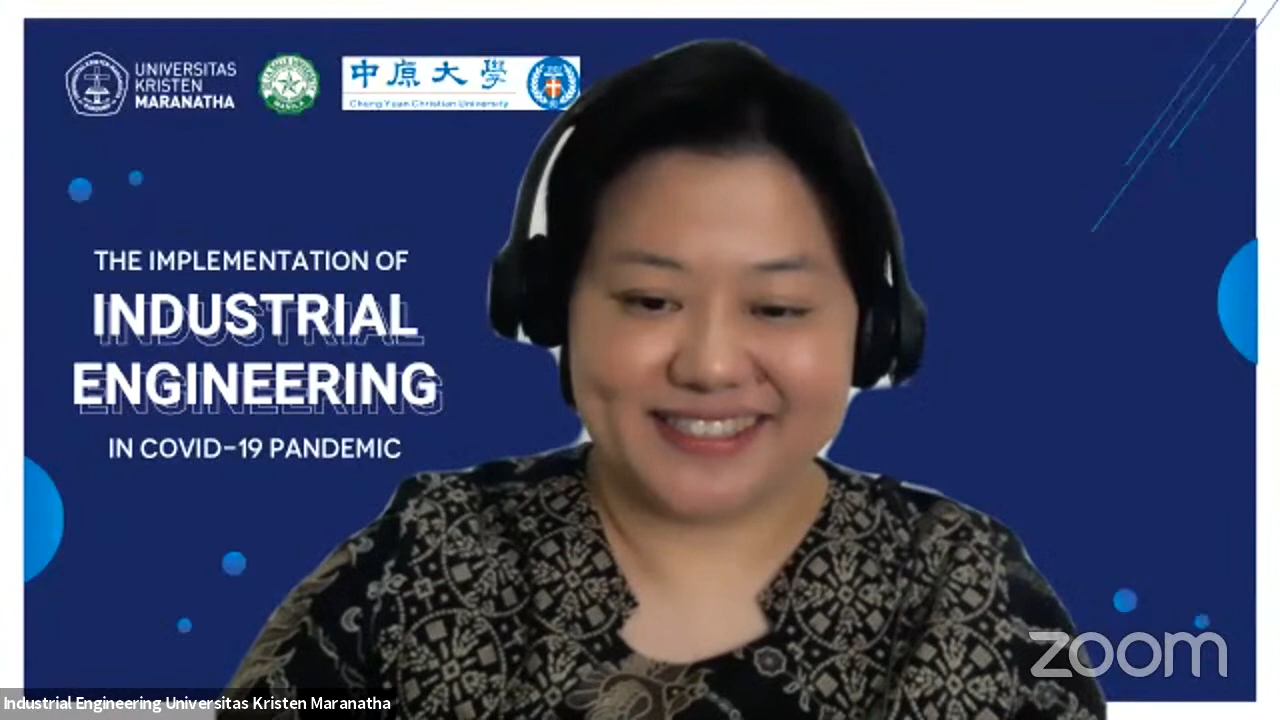 UNIVERSITAS
KRISTEN
MARANATHA
MANILA
中原大學
Chung Yuan Christian University
THE IMPLEMENTATION OF
INDUSTRIAL
ENGINEERING
IN COVID-19 PANDEMIC
zoom
Industrial Engineering Universitas Kristen Maranatha